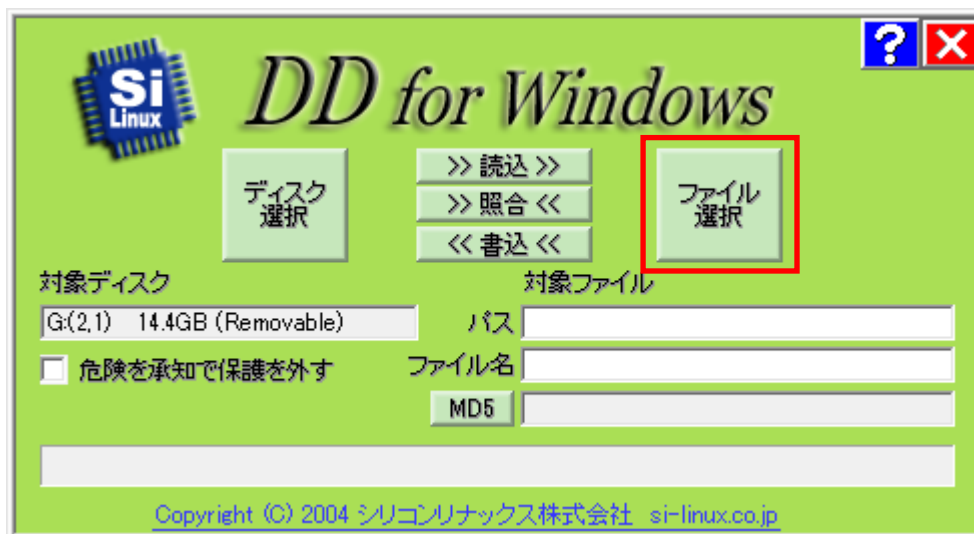 Si
Linux
DD for Windows
?
ディスク
選択
>> 読込 >>
>> 照合 <<
<< 書込 <<
ファイル
選択
対象ディスク
対象ファイル
G:(2,1) 14.4GB (Removable)
パス
危険を承知で保護を外す
ファイル名
MD5
Copyright (C) 2004 シリコンリナックス株式会社 si-linux.co.jp